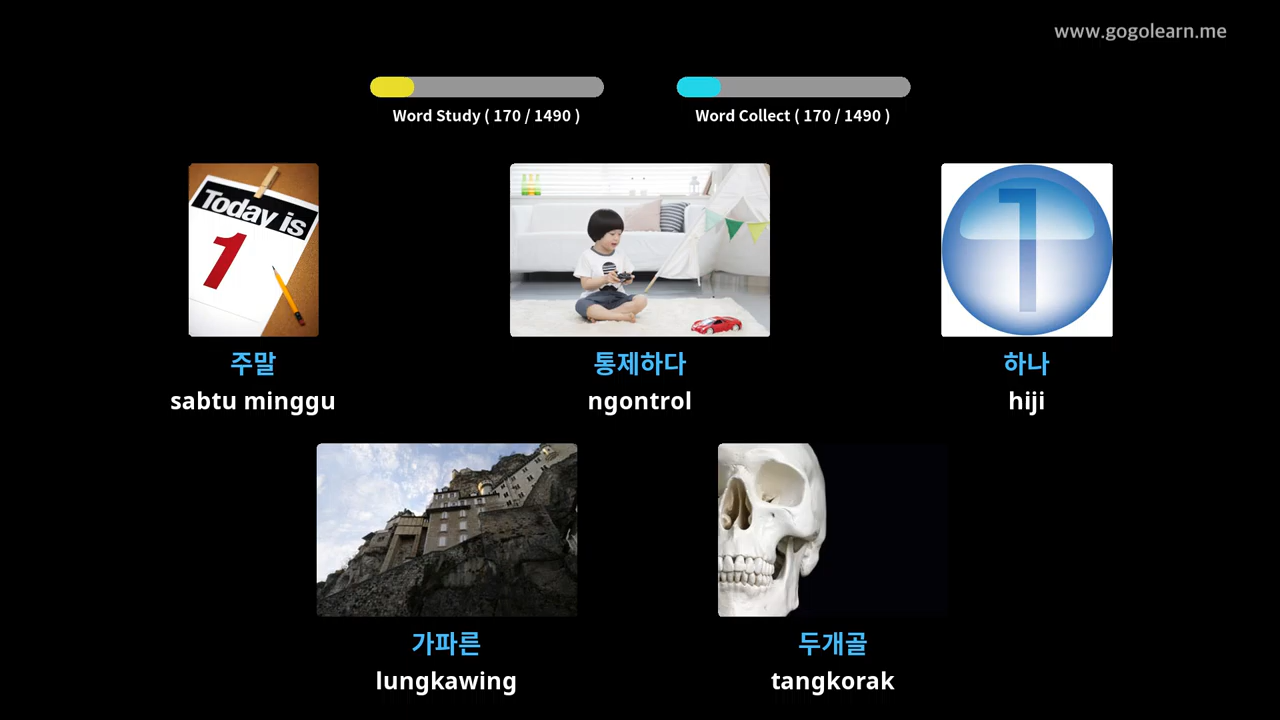 www.gogolearn.me
Word Study ( 170 / 1490 )
Word Collect ( 170 / 1490 )
Today is
1
1
주말
통제하다
하나
sabtu minggu
ngontrol
hiji
가파른
두개골
lungkawing
tangkorak